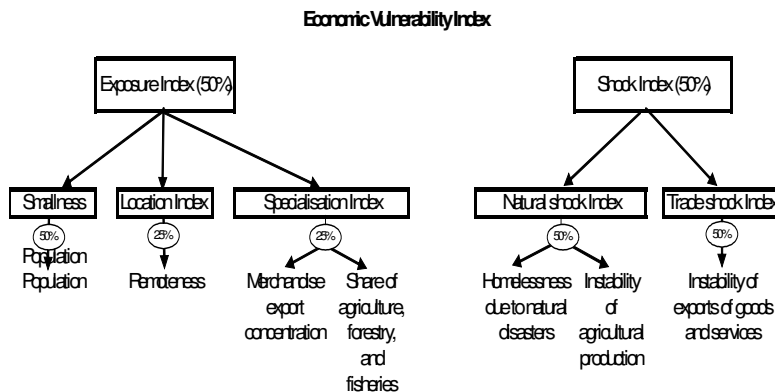 Economic Vulnerability Index
Exposure Index (50%)
Shock Index (50%)
Smallness
Location Index
Specialisation Index
Natural shock Index
Trade shock Index
50%
25%
25%
50%
50%
Population
Population
Remoteness
Merchandise
export
concentration
Share of
agriculture,
forestry,
and
fisheries
Homelessness
due to natural
disasters
Instability
of
agricultural
production
Instability of
exports of goods
and services